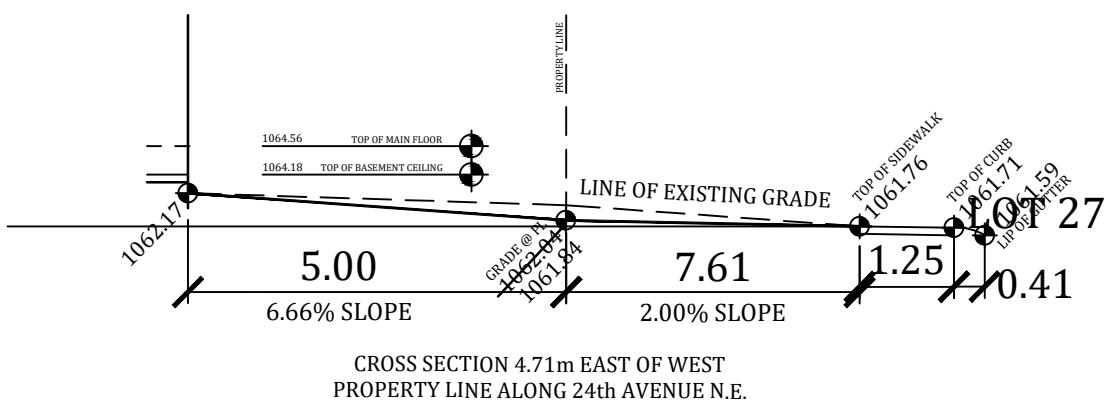 PROPERTY LINE
1064.56 TOP OF MAIN FLOOR
1064.18 TOP OF BASEMENT CEILING
LINE OF EXISTING GRADE
TOP OF SIDEWALK
1061.76
TOP OF CURB
1061.71
1061.59
LIP OF GUTTER
LOT 27
1062.17
GRADE @ PL
1062.04
1061.84
5.00
7.61
1.25
0.41
6.66% SLOPE
2.00% SLOPE
CROSS SECTION 4.71m EAST OF WEST
PROPERTY LINE ALONG 24th AVENUE N.E.